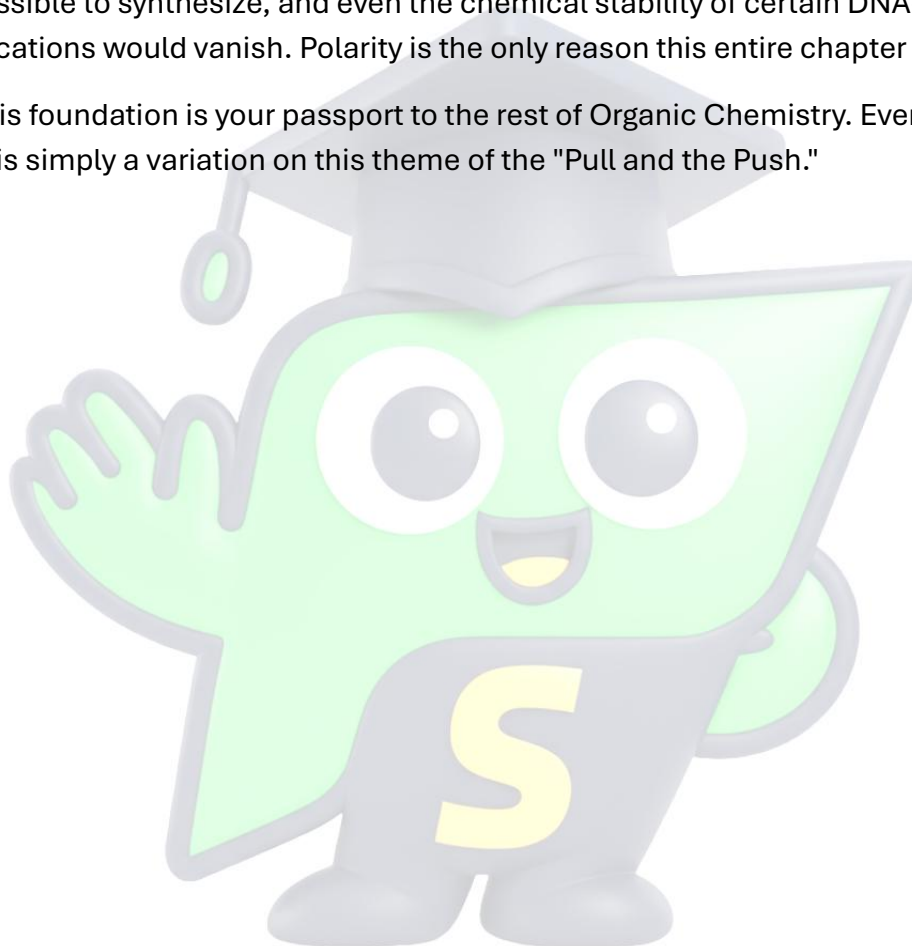 ssible to synthesize, and even the chemical stability of certain DNA
cations would vanish. Polarity is the only reason this entire chapter
is foundation is your passport to the rest of Organic Chemistry. Ever
is simply a variation on this theme of the "Pull and the Push."
S